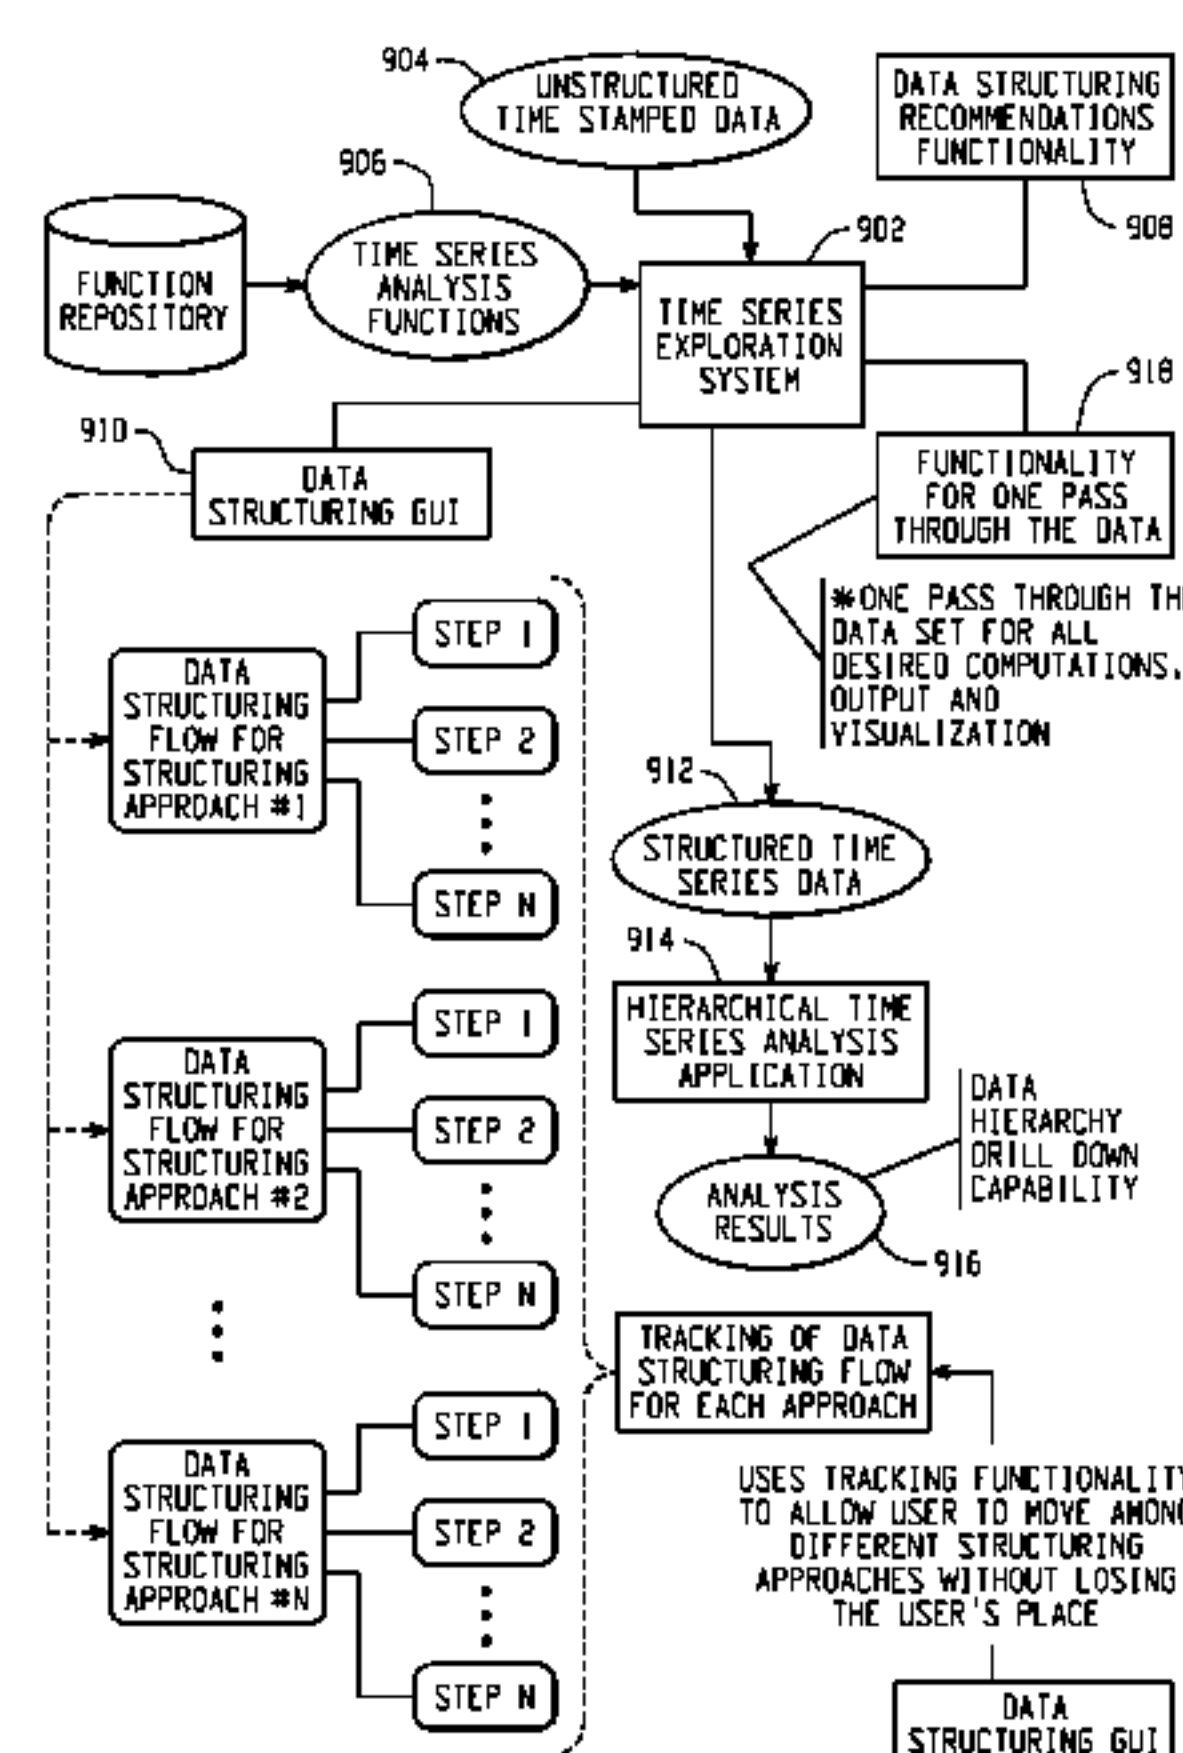 904
UNSTRUCTURED
TIME STAMPED DATA
DATA STRUCTURING
RECOMMENDATIONS
FUNCTIONALITY
908
906
TIME SERIES
ANALYSIS
FUNCTIONS
FUNCTION
REPOSITORY
902
TIME SERIES
EXPLORATION
SYSTEM
918
FUNCTIONALITY
FOR ONE PASS
THROUGH THE DATA
*ONE PASS THROUGH TH
DATA SET FOR ALL
DESIRED COMPUTATIONS,
OUTPUT AND
VISUALIZATION
910
DATA
STRUCTURING GUI
DATA
STRUCTURING
FLOW FOR
STRUCTURING
APPROACH #1
STEP 1
STEP 2
STEP N
DATA
STRUCTURING
FLOW FOR
STRUCTURING
APPROACH #2
STEP 1
STEP 2
STEP N
DATA
STRUCTURING
FLOW FOR
STRUCTURING
APPROACH #N
STEP 1
STEP 2
STEP N
912
STRUCTURED TIME
SERIES DATA
914
HIERARCHICAL TIME
SERIES ANALYSIS
APPLICATION
DATA
HIERARCHY
DRILL DOWN
CAPABILITY
ANALYSIS
RESULTS
916
TRACKING OF DATA
STRUCTURING FLOW
FOR EACH APPROACH
USES TRACKING FUNCTIONALITY
TO ALLOW USER TO MOVE AMONG
DIFFERENT STRUCTURING
APPROACHES WITHOUT LOSING
THE USER'S PLACE
DATA
STRUCTURING GUI